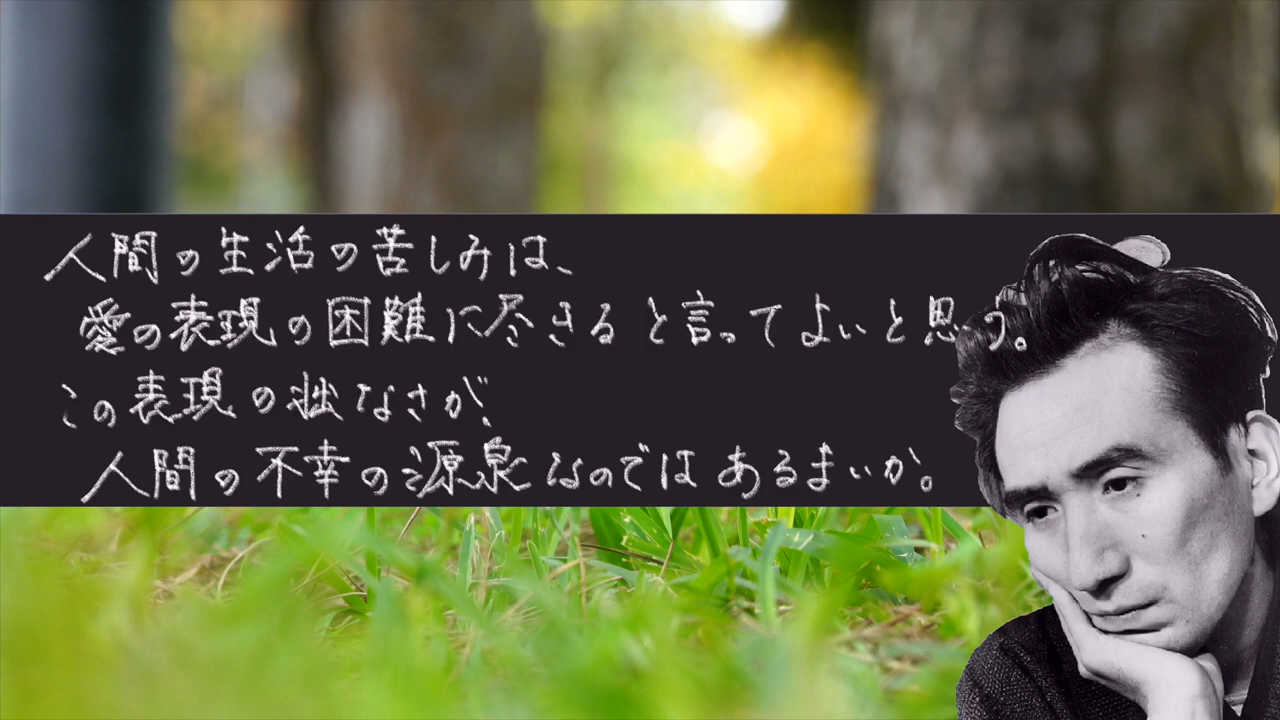 人間の生活の苦しみは、
愛の表現の困難に尽きると言ってよいと思う。
この表現の拙なさが、
人間の不幸の源泉なのではあるまいか。